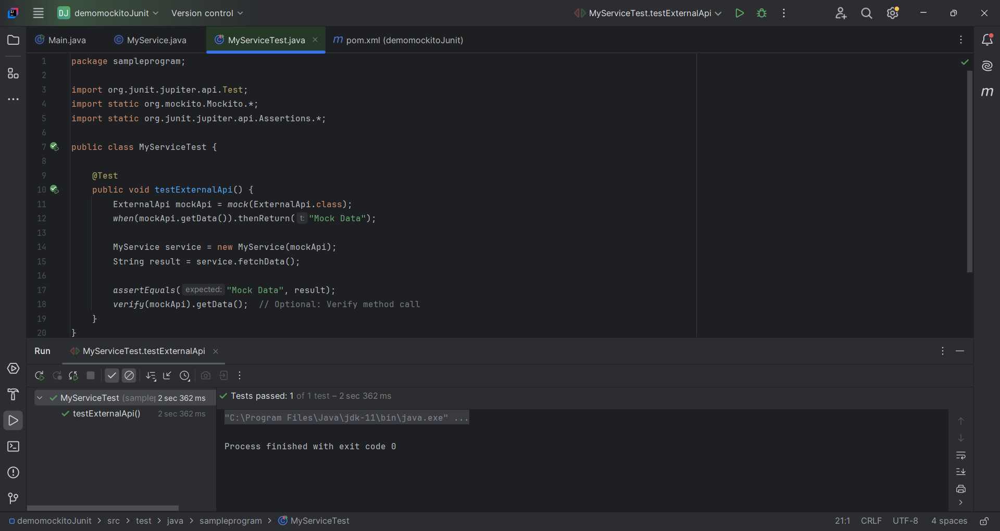 DJ demomockitoJunit Version control MyServiceTest.testExternalApi
Main.java MyService.java MyServiceTest.java m pom.xml (demomockitoJunit)
1 package sampleprogram;
2
3 import org.junit.jupiter.api.Test;
4 import static org.mockito.Mockito.*;
5 import static org.junit.jupiter.api.Assertions.*;
6
7 public class MyServiceTest {
8
9 @Test
10 public void testExternalApi() {
11 ExternalApi mockApi = mock(ExternalApi.class);
12 when(mockApi.getData()).thenReturn( t: "Mock Data");
13
14 MyService service = new MyService(mockApi);
15 String result = service.fetchData();
16
17 assertEquals( expected: "Mock Data", result);
18 verify(mockApi).getData(); // Optional: Verify method call
19 }
20 }
m
Run MyServiceTest.testExternalApi
MyServiceTest (sample 2 sec 362 ms
testExternalApi() 2 sec 362 ms
Tests passed: 1 of 1 test – 2 sec 362 ms
"C:\Program Files\Java\jdk-11\bin\java.exe" ...
Process finished with exit code 0
demomockitoJunit > src > test > java > sampleprogram > MyServiceTest
21:1 CRLF UTF-8 4 spaces